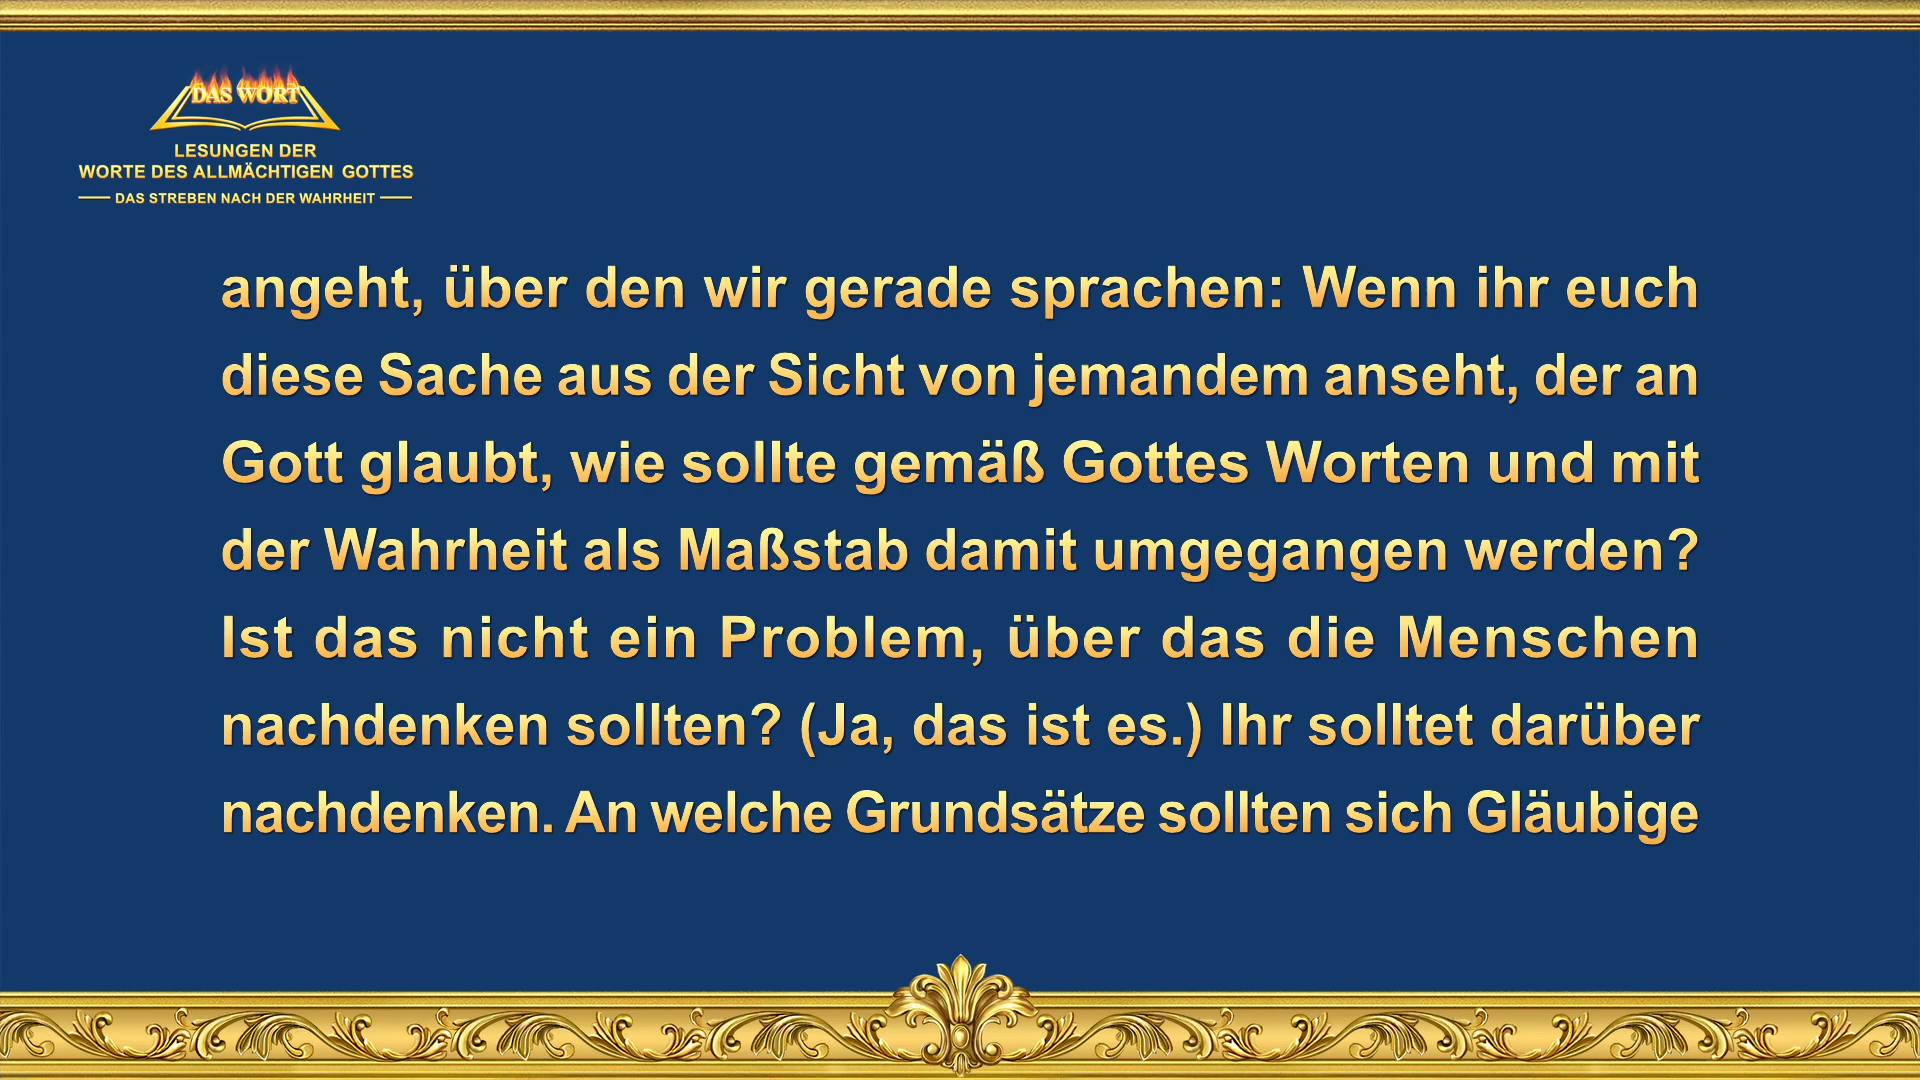 DAS WORT
LESUNGEN DER
WORTE DES ALLMÄCHTIGEN GOTTES
DAS STREBEN NACH DER WAHRHEIT
angeht, über den wir gerade sprachen: Wenn ihr euch
diese Sache aus der Sicht von jemandem anseht, der an
Gott glaubt, wie sollte gemäß Gottes Worten und mit
der Wahrheit als Maßstab damit umgegangen werden?
Ist das nicht ein Problem, über das die Menschen
nachdenken sollten? (Ja, das ist es.) Ihr solltet darüber
nachdenken. An welche Grundsätze sollten sich Gläubige